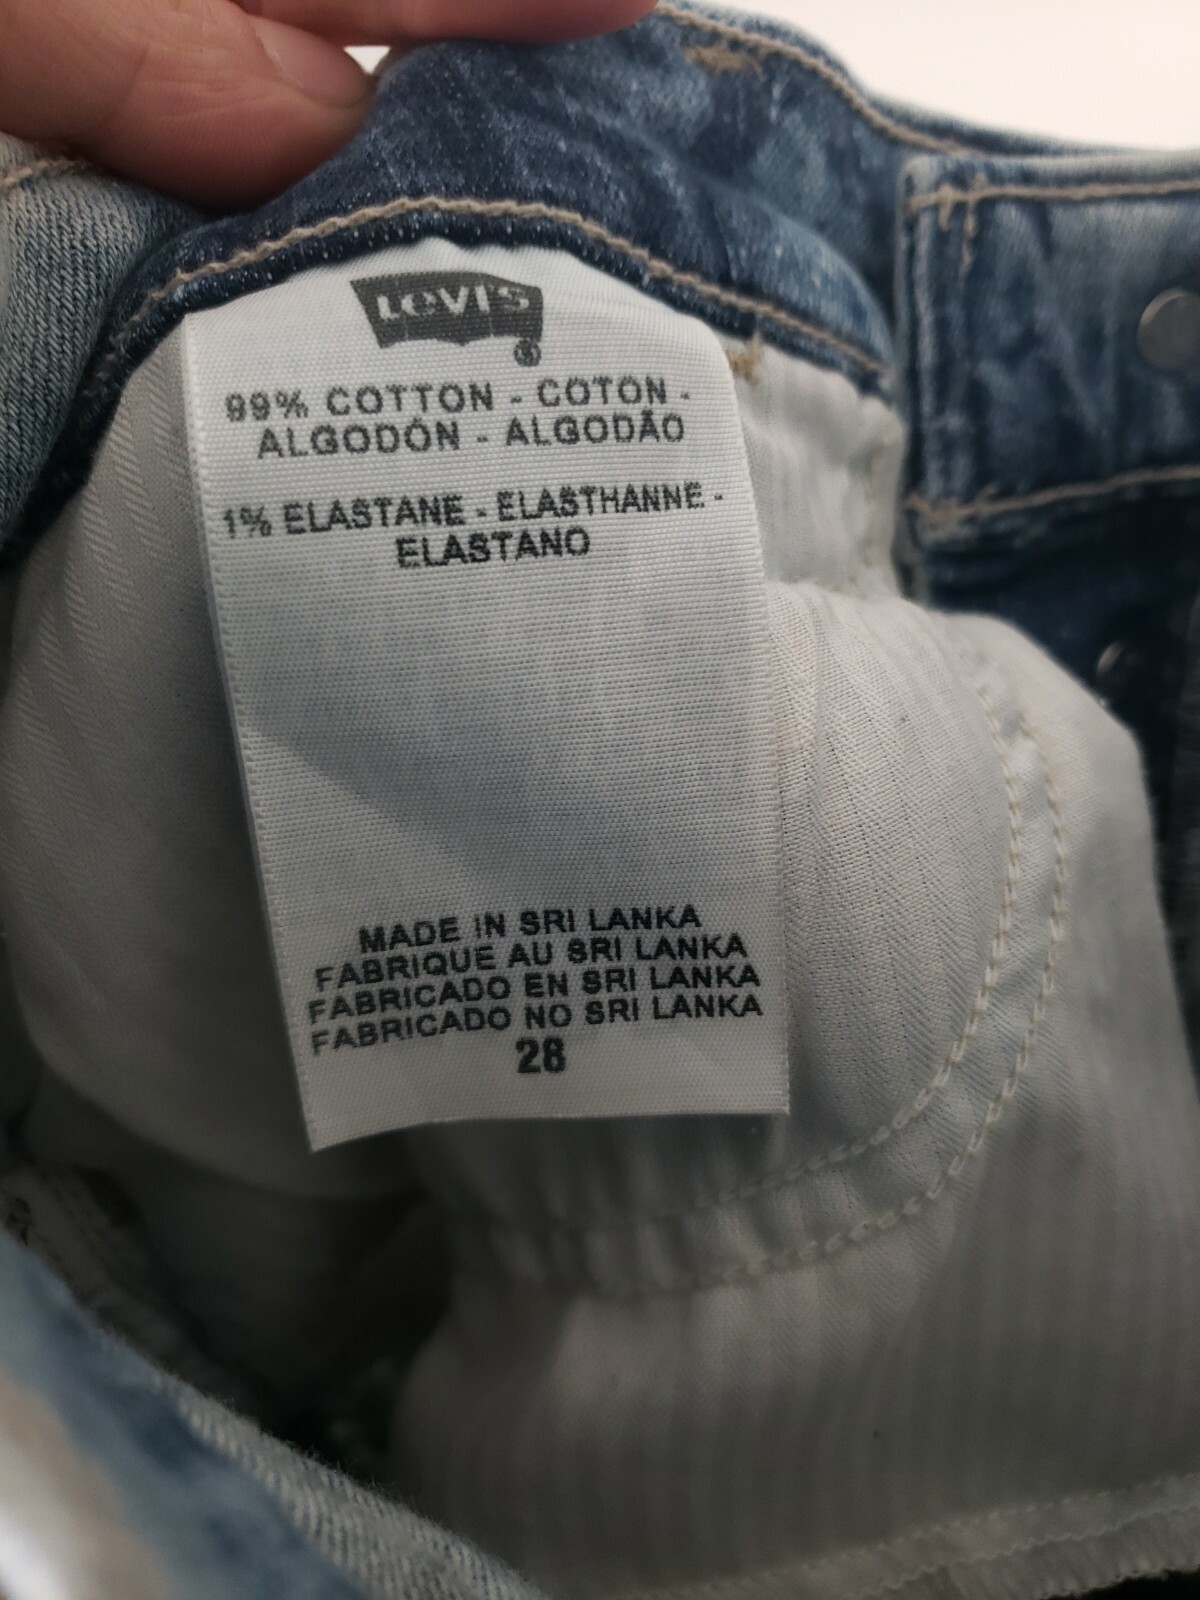 Levi's
®
99% COTTON - COTON -
ALGODÓN - ALGODÃO
1% ELASTANE - ELASTHANNE -
ELASTANO
MADE IN SRI LANKA
FABRIQUE AU SRI LANKA
FABRICADO EN SRI LANKA
FABRICADO NO SRI LANKA
28